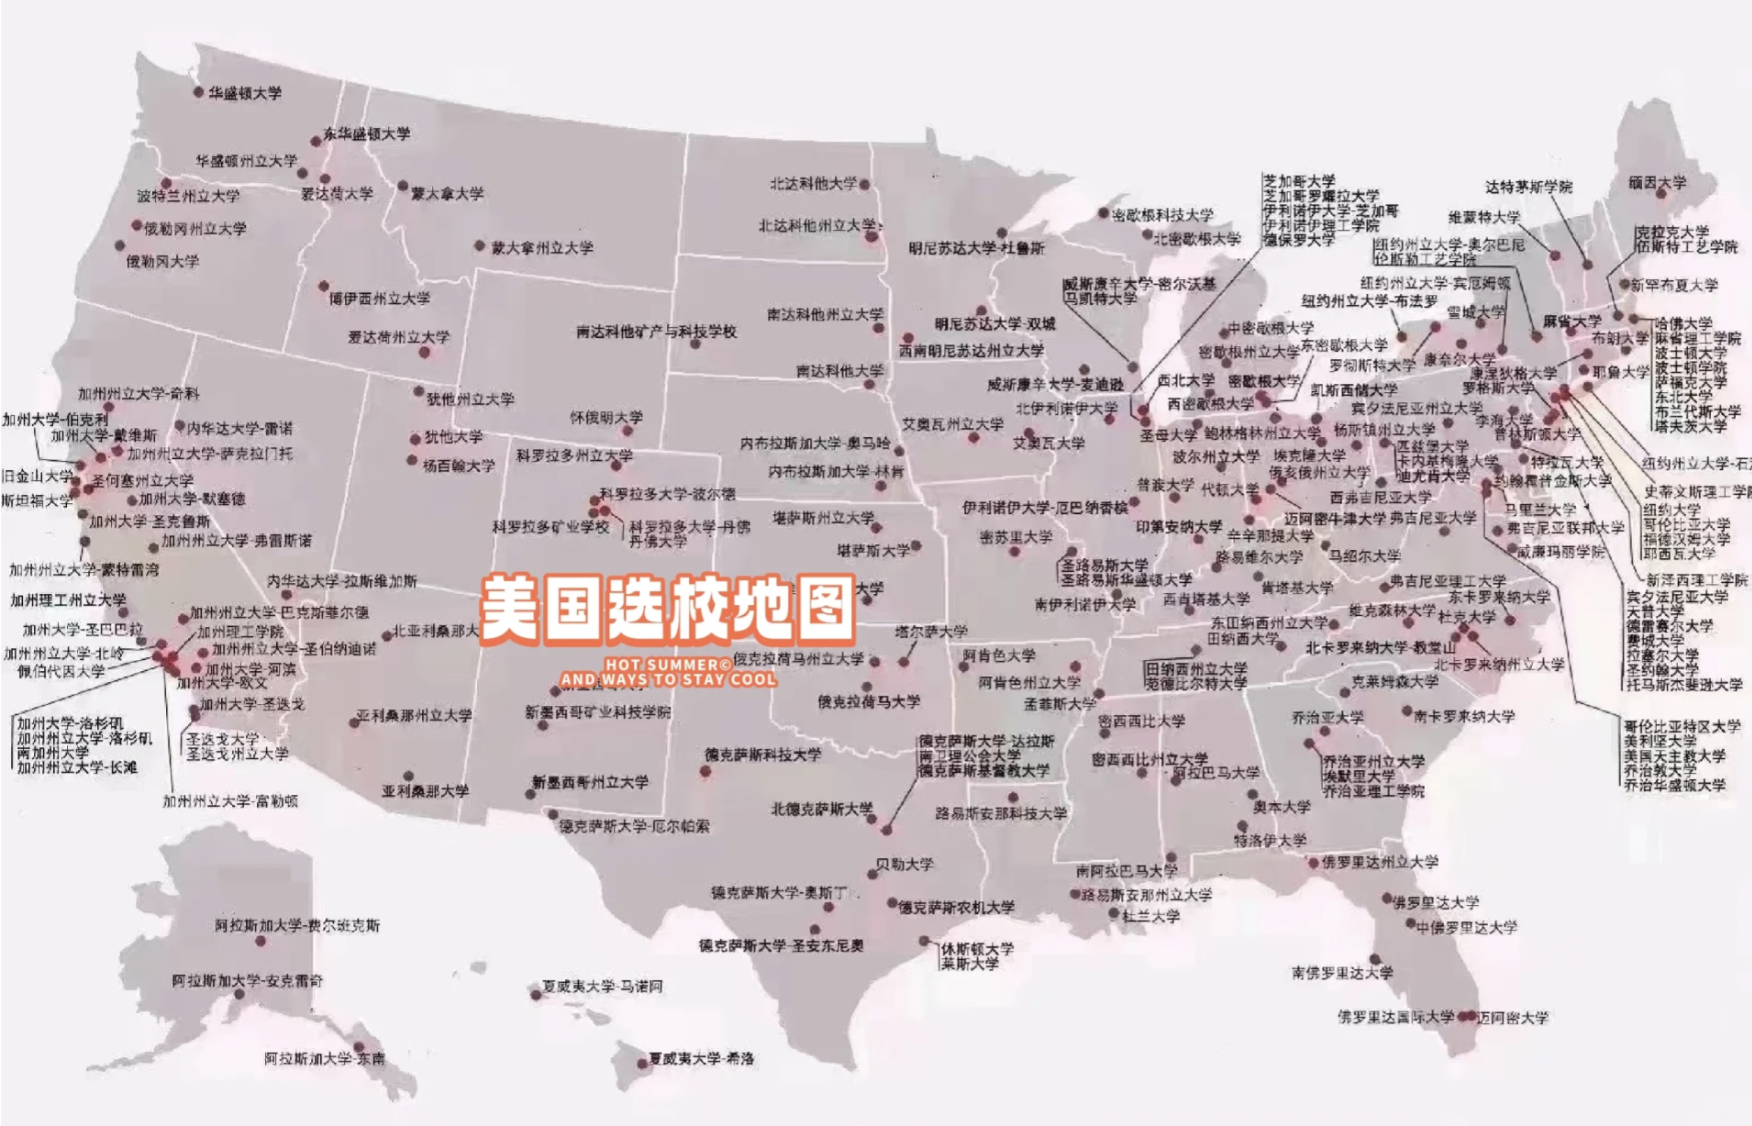 华盛顿大学
东华盛顿大学
华盛顿州立大学
波特兰州立大学
爱达荷大学
蒙大拿大学
俄勒冈州立大学
俄勒冈大学
蒙大拿州立大学
博伊西州立大学
爱达荷州立大学
北达科他大学
北达科他州立大学
明尼苏达大学-杜鲁斯
密歇根科技大学
北密歇根大学
芝加哥大学
芝加哥罗耀拉大学
伊利诺伊大学-芝加哥
伊利诺伊理工学院
德保罗大学
达特茅斯学院
缅因大学
维蒙特大学
克拉克大学
伍斯特工艺学院
纽约州立大学-奥尔巴尼
伦斯勒工艺学院
纽约州立大学-宾厄姆顿
新罕布夏大学
纽约州立大学-布法罗
雪城大学
麻省大学
威斯康辛大学-密尔沃基
马凯特大学
南达科他州立大学
南达科他矿产与科技学校
明尼苏达大学-双城
西南明尼苏达州立大学
中密歇根大学
密歇根州立大学
东密歇根大学
罗彻斯特大学
康奈尔大学
布朗大学
康涅狄格大学
耶鲁大学
哈佛大学
麻省理工学院
波士顿大学
波士顿学院
萨福克大学
东北大学
布兰代斯大学
塔夫茨大学
南达科他大学
威斯康辛大学-麦迪逊
西北大学
密歇根大学
西密歇根大学
凯斯西储大学
罗格斯大学
加州州立大学-奇科
犹他州立大学
怀俄明大学
北伊利诺伊大学
宾夕法尼亚州立大学
李海大学
普林斯顿大学
加州大学-伯克利
加州大学-戴维斯
内华达大学-雷诺
加州州立大学-萨克拉门托
犹他大学
杨百翰大学
科罗拉多州立大学
内布拉斯加大学-奥马哈
艾奥瓦州立大学
艾奥瓦大学
圣母大学
鲍林格林州立大学
杨斯镇州立大学
匹兹堡大学
卡内基梅隆大学
迪尤肯大学
特拉瓦大学
纽约州立大学-石
旧金山大学
圣何塞州立大学
斯坦福大学
加州大学-默塞德
加州大学-圣克鲁斯
加州州立大学-弗雷斯诺
加州州立大学-蒙特雷湾
内布拉斯加大学-林肯
波尔州立大学
埃克隆大学
俄亥俄州立大学
约翰霍普金斯大学
科罗拉多大学-波尔德
科罗拉多矿业学校
科罗拉多大学-丹佛
丹佛大学
堪萨斯州立大学
堪萨斯大学
伊利诺伊大学-厄巴纳香槟
普渡大学
代顿大学
印第安纳大学
迈阿密牛津大学
西弗吉尼亚大学
弗吉尼亚大学
马里兰大学
弗吉尼亚联邦大学
威廉玛丽学院
史蒂文斯理工学院
纽约大学
哥伦比亚大学
福德汉姆大学
耶西瓦大学
新泽西理工学院
宾夕法尼亚大学
天普大学
德雷塞尔大学
费城大学
拉塞尔大学
圣约翰大学
托马斯杰斐逊大学
密苏里大学
圣路易斯大学
圣路易斯华盛顿大学
南伊利诺伊大学
辛辛那提大学
路易维尔大学
马绍尔大学
肯塔基大学
西肯塔基大学
弗吉尼亚理工大学
东卡罗来纳大学
维克森林大学
杜克大学
内华达大学-拉斯维加斯
加州理工州立大学
加州州立大学-巴克斯菲尔德
加州大学-圣巴巴拉
加州理工学院
加州州立大学-北岭
加州州立大学-圣伯纳迪诺
佩伯代因大学
加州大学-河滨
加州大学-欧文
加州大学-圣迭戈
北亚利桑那大
大学
美国选校地图
HOT SUMMER©
AND WAYS TO STAY COOL
塔尔萨大学
俄克拉荷马州立大学
俄克拉荷马大学
阿肯色大学
阿肯色州立大学
东田纳西州立大学
田纳西大学
田纳西州立大学
范德比尔特大学
北卡罗来纳大学-教堂山
北卡罗来纳州立大学
孟菲斯大学
克莱姆森大学
南卡罗来纳大学
加州大学-洛杉矶
加州州立大学-洛杉矶
南加州大学
加州州立大学-长滩
圣迭戈大学
圣迭戈州立大学
加州州立大学-富勒顿
亚利桑那州立大学
亚利桑那大学
新墨西哥矿业科技学院
新墨西哥州立大学
德克萨斯大学-厄尔帕索
德克萨斯科技大学
德克萨斯大学-达拉斯
南卫理公会大学
德克萨斯基督教大学
北德克萨斯大学
密西西比大学
密西西比州立大学
阿拉巴马大学
乔治亚大学
乔治亚州立大学
埃默里大学
乔治亚理工学院
哥伦比亚特区大学
美利坚大学
美国天主教大学
乔治敦大学
乔治华盛顿大学
路易斯安那科技大学
奥本大学
特洛伊大学
贝勒大学
南阿拉巴马大学
佛罗里达州立大学
德克萨斯大学-奥斯丁
德克萨斯农机大学
路易斯安那州立大学
杜兰大学
佛罗里达大学
中佛罗里达大学
德克萨斯大学-圣安东尼奥
休斯顿大学
莱斯大学
南佛罗里达大学
佛罗里达国际大学
迈阿密大学
阿拉斯加大学-费尔班克斯
阿拉斯加大学-安克雷奇
阿拉斯加大学-东南
夏威夷大学-马诺阿
夏威夷大学-希洛